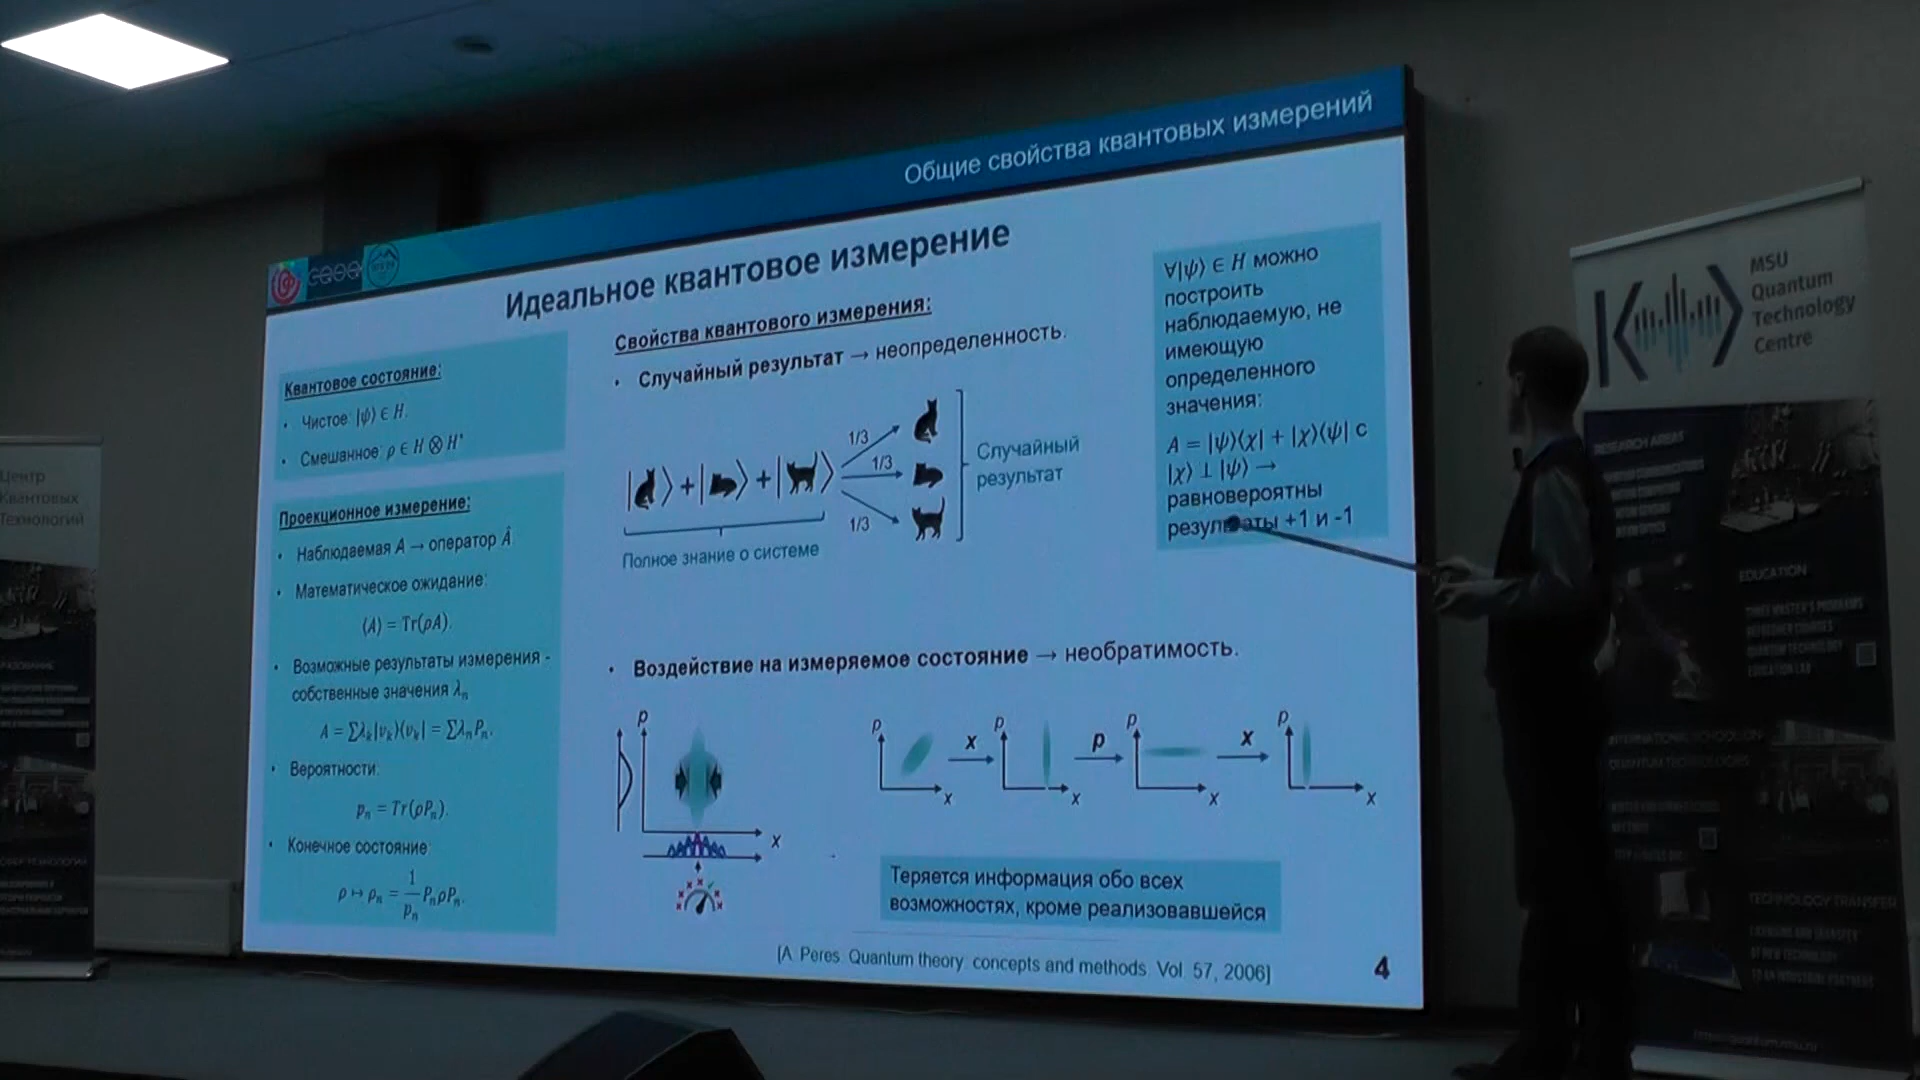 Общие свойства квантовых измерений
Идеальное квантовое измерение
Квантовое состояние:
• Чистое: |ψ⟩ ∈ H.
• Смешанное: ρ ∈ H ⊗ H*
Проекционное измерение:
• Наблюдаемая A → оператор Â
• Математическое ожидание:
⟨A⟩ = Tr(ρA).
• Возможные результаты измерения -
собственные значения λₙ
A = ∑λₖ|vₖ⟩⟨vₖ| = ∑λₙPₙ.
• Вероятности:
pₙ = Tr(ρPₙ).
• Конечное состояние:
ρ ↦ ρₙ = 1/pₙ PₙρPₙ.
Свойства квантового измерения:
• Случайный результат → неопределенность.
1/3
1/3
1/3
Случайный
результат
Полное знание о системе
∀|ψ⟩ ∈ H можно
построить
наблюдаемую, не
имеющую
определенного
значения:
A = |ψ⟩⟨χ| + |χ⟩⟨ψ| с
|χ⟩ ⊥ |ψ⟩ →
равновероятны
результаты +1 и -1
• Воздействие на измеряемое состояние → необратимость.
p
x
p
x
x
p
x
p
p
x
x
p
x
Теряется информация обо всех
возможностях, кроме реализовавшейся
[A. Peres. Quantum theory: concepts and methods. Vol. 57, 2006]
4
MSU
Quantum
Technology
Centre
RESEARCH AREAS
EDUCATION
TECHNOLOGY TRANSFER
Центр
Квантовых
Технологий